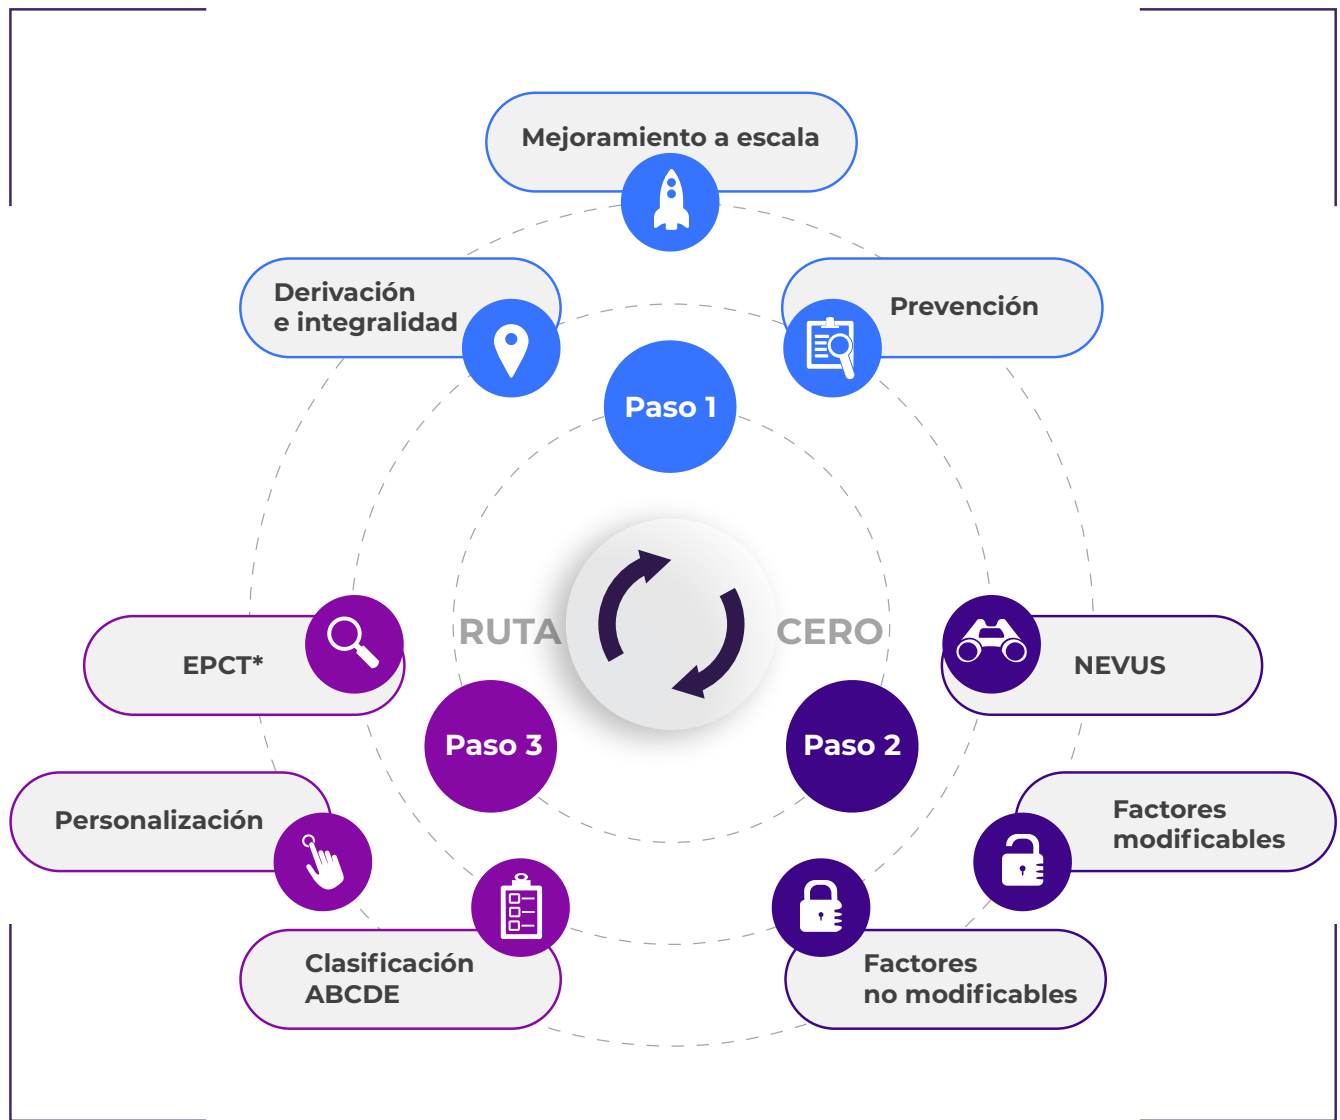 Mejoramiento a escala
Derivación
e integralidad
Prevención
Paso 1
RUTA
CERO
EPCT*
NEVUS
Paso 3
Paso 2
Personalización
Factores
modificables
Clasificación
ABCDE
Factores
no modificables